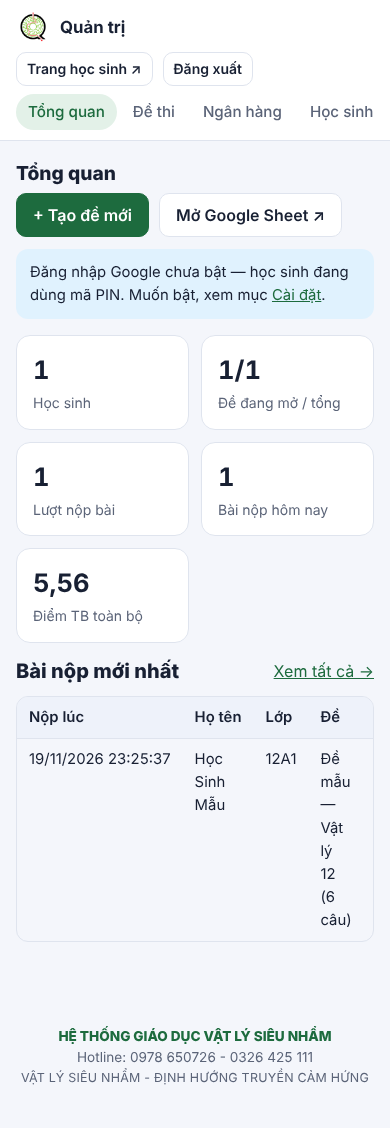 Quản trị
Trang học sinh ↗ Đăng xuất
Tổng quan Đề thi Ngân hàng Học sinh
Tổng quan
+ Tạo đề mới Mở Google Sheet ↗
Đăng nhập Google chưa bật — học sinh đang
dùng mã PIN. Muốn bật, xem mục Cài đặt.
1 1/1
Học sinh Đề đang mở / tổng
1 1
Lượt nộp bài Bài nộp hôm nay
5,56
Điểm TB toàn bộ
Bài nộp mới nhất Xem tất cả →
Nộp lúc Họ tên Lớp Đề
19/11/2026 23:25:37 Học 12A1 Đề
Sinh mẫu
Mẫu —
Vật
lý
12
(6
câu)
HỆ THỐNG GIÁO DỤC VẬT LÝ SIÊU NHẨM
Hotline: 0978 650726 - 0326 425 111
VẬT LÝ SIÊU NHẨM - ĐỊNH HƯỚNG TRUYỀN CẢM HỨNG